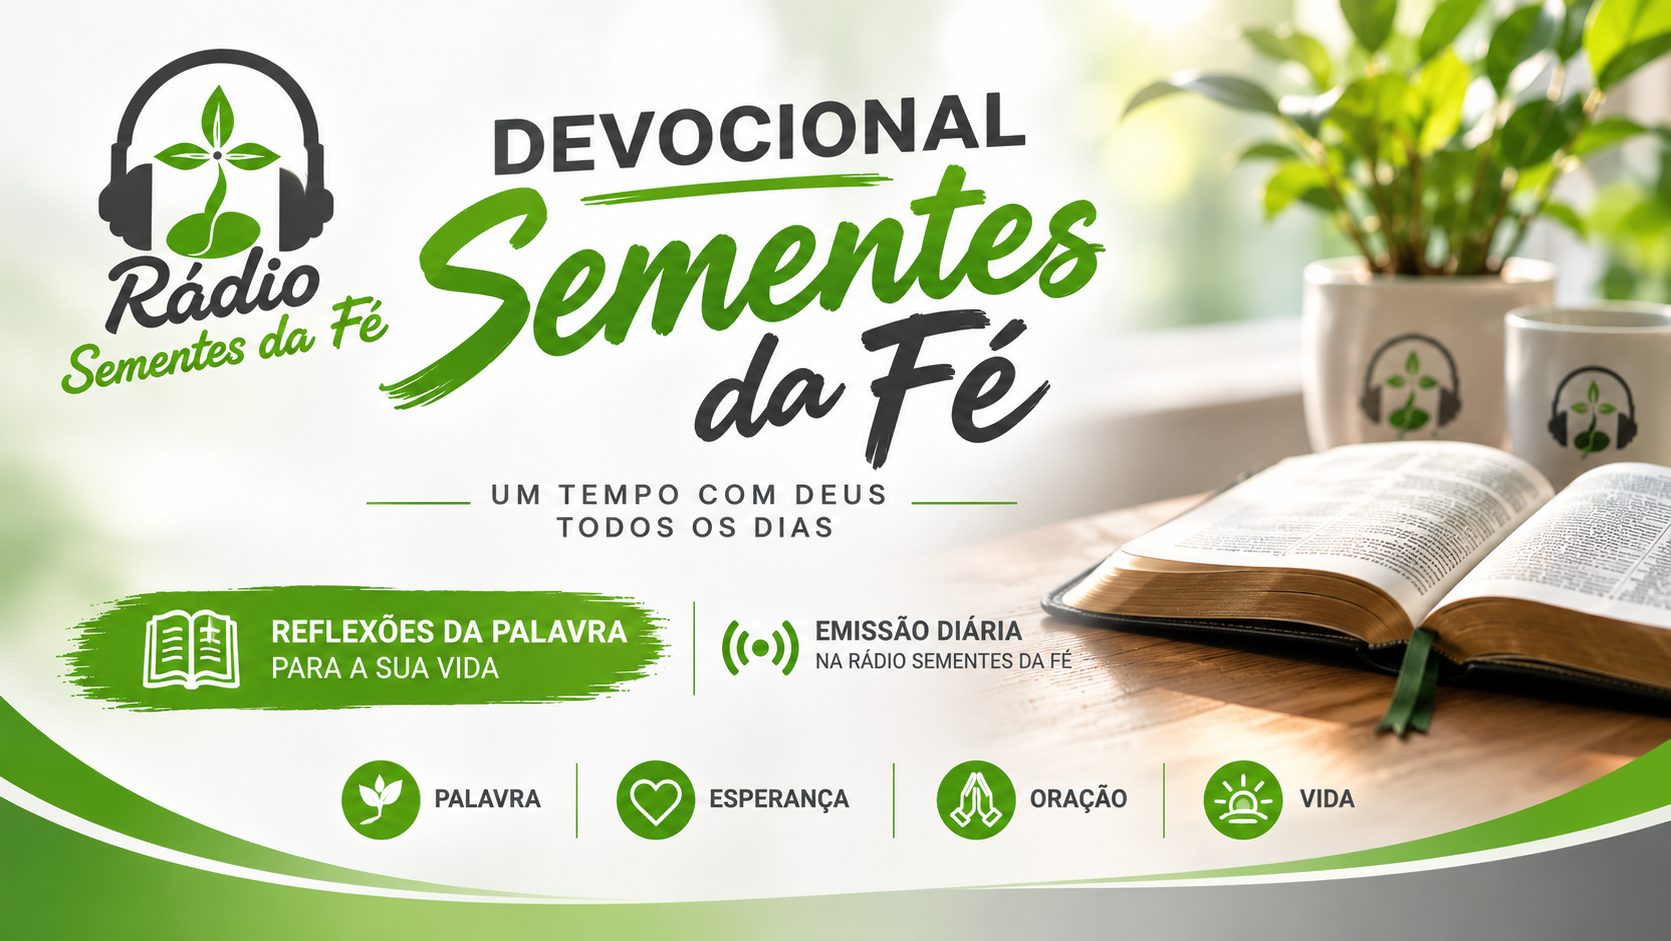 Rádio
Sementes da Fé
DEVOCIONAL
Sementes
da Fé
UM TEMPO COM DEUS
TODOS OS DIAS
REFLEXÕES DA PALAVRA
PARA A SUA VIDA
EMISSÃO DIÁRIA
NA RÁDIO SEMENTES DA FÉ
PALAVRA
ESPERANÇA
ORAÇÃO
VIDA